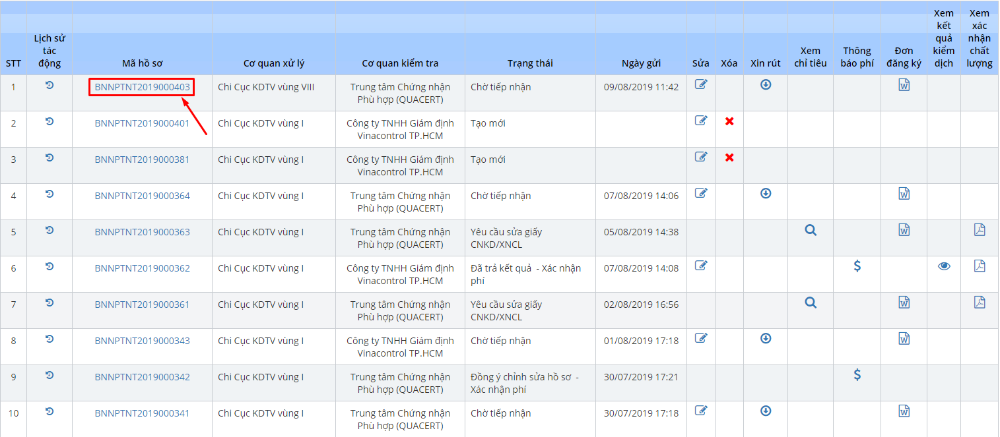 STT
Lịch sử
tác
động
Mã hồ sơ
Cơ quan xử lý
Cơ quan kiểm tra
Trạng thái
Ngày gửi
Sửa
Xóa
Xin rút
Xem
chỉ tiêu
Thông
báo phí
Đơn
đăng ký
Xem
kết
quả
kiểm
dịch
Xem
xác
nhận
chất
lượng
1
BNNPTNT2019000403
Chi Cục KDTV vùng VIII
Trung tâm Chứng nhận
Phù hợp (QUACERT)
Chờ tiếp nhận
09/08/2019 11:42
2
BNNPTNT2019000401
Chi Cục KDTV vùng I
Công ty TNHH Giám định
Vinacontrol TP.HCM
Tạo mới
3
BNNPTNT2019000381
Chi Cục KDTV vùng I
Công ty TNHH Giám định
Vinacontrol TP.HCM
Tạo mới
4
BNNPTNT2019000364
Chi Cục KDTV vùng I
Trung tâm Chứng nhận
Phù hợp (QUACERT)
Chờ tiếp nhận
07/08/2019 14:06
5
BNNPTNT2019000363
Chi Cục KDTV vùng I
Trung tâm Chứng nhận
Phù hợp (QUACERT)
Yêu cầu sửa giấy
CNKD/XNCL
05/08/2019 14:38
6
BNNPTNT2019000362
Chi Cục KDTV vùng I
Công ty TNHH Giám định
Vinacontrol TP.HCM
Đã trả kết quả - Xác nhận
phí
07/08/2019 14:08
$
7
BNNPTNT2019000361
Chi Cục KDTV vùng I
Trung tâm Chứng nhận
Phù hợp (QUACERT)
Yêu cầu sửa giấy
CNKD/XNCL
02/08/2019 16:56
8
BNNPTNT2019000343
Chi Cục KDTV vùng I
Công ty TNHH Giám định
Vinacontrol TP.HCM
Chờ tiếp nhận
01/08/2019 17:18
9
BNNPTNT2019000342
Chi Cục KDTV vùng I
Trung tâm Chứng nhận
Phù hợp (QUACERT)
Đồng ý chỉnh sửa hồ sơ -
Xác nhận phí
30/07/2019 17:21
$
10
BNNPTNT2019000341
Chi Cục KDTV vùng I
Trung tâm Chứng nhận
Phù hợp (QUACERT)
Chờ tiếp nhận
30/07/2019 17:18